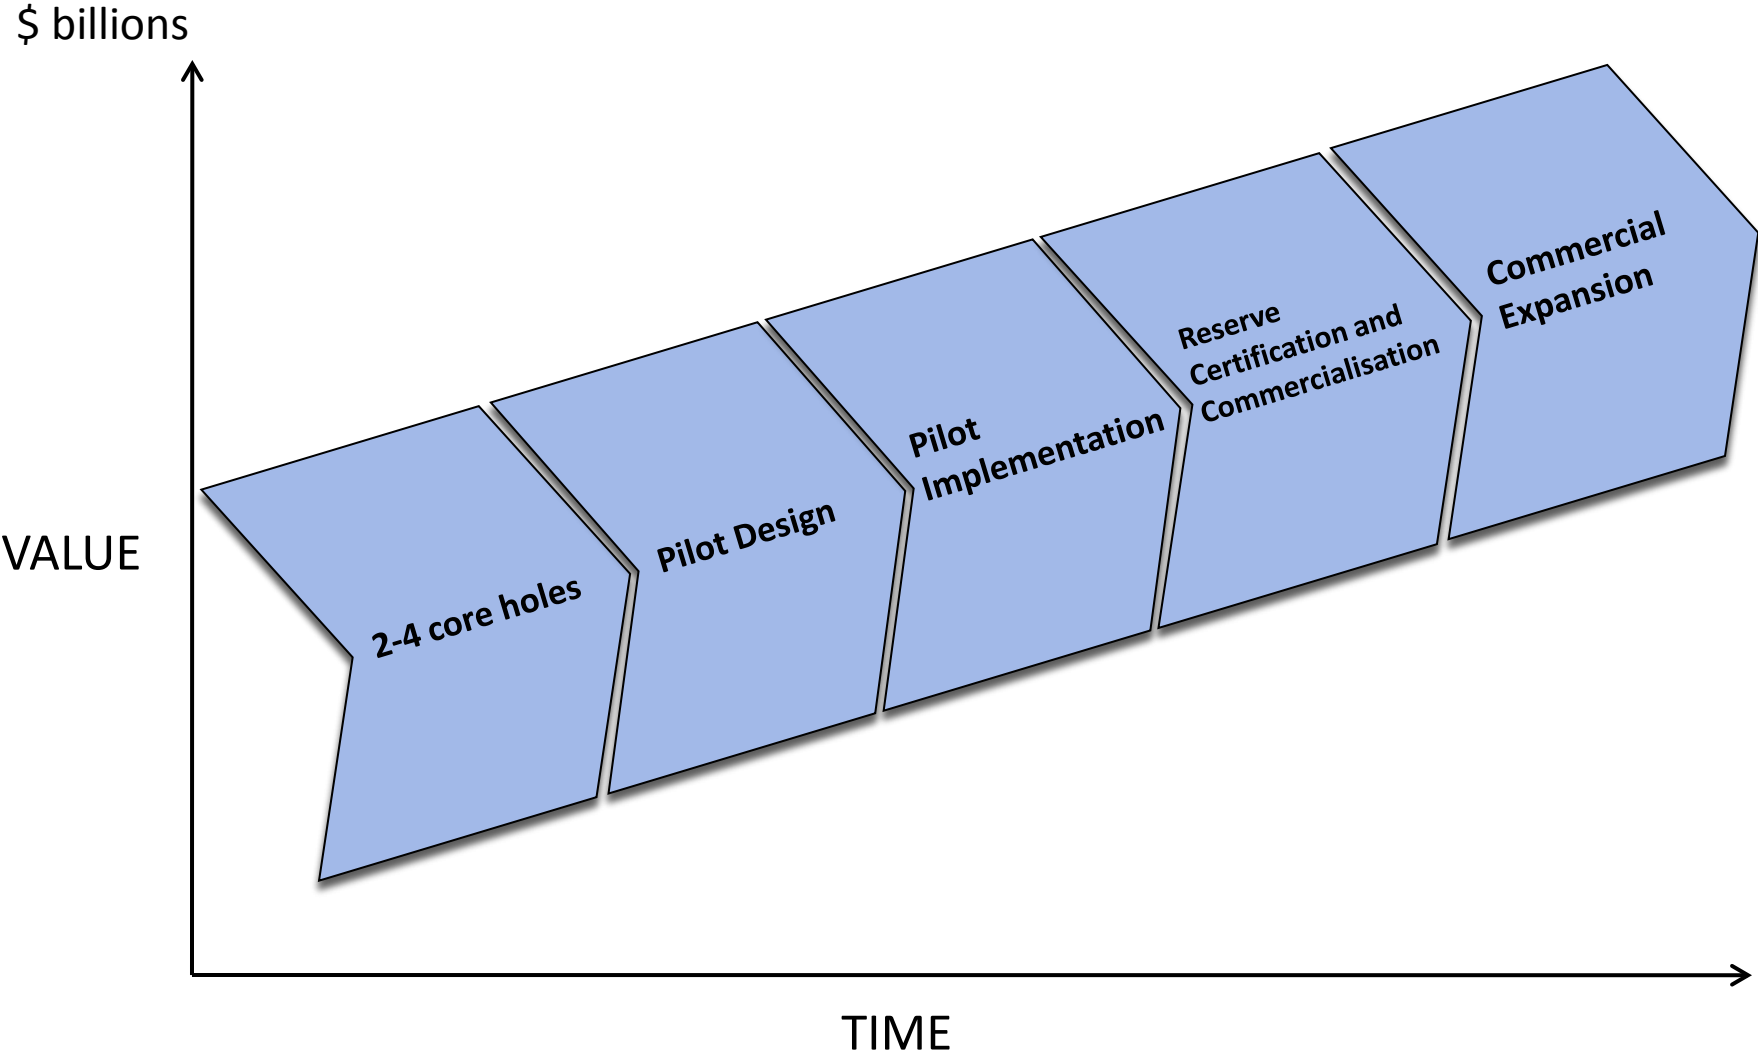 $ billions
VALUE
2-4 core holes
Pilot Design
Pilot
Implementation
Reserve
Certification and
Commercialisation
Commercial
Expansion
TIME